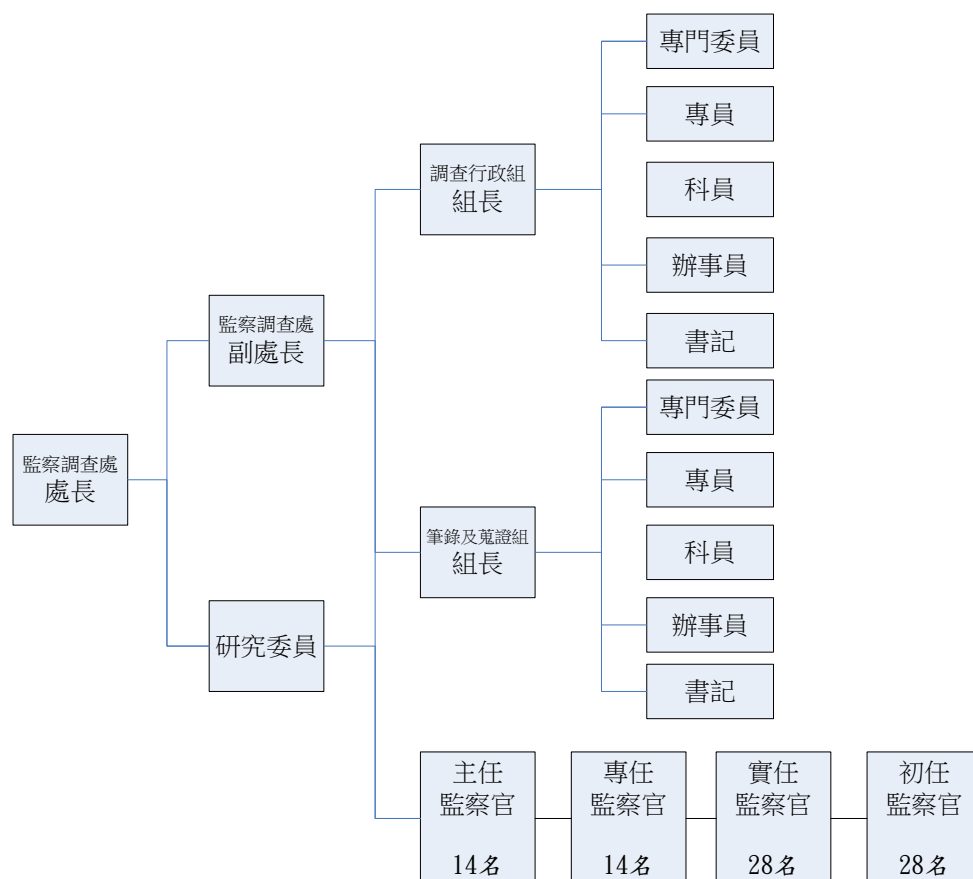 監察調查處
處長
監察調查處
副處長
研究委員
調查行政組
組長
專門委員
專員
科員
辦事員
書記
筆錄及蒐證組
組長
專門委員
專員
科員
辦事員
書記
主任
監察官
14名
專任
監察官
14名
實任
監察官
28名
初任
監察官
28名